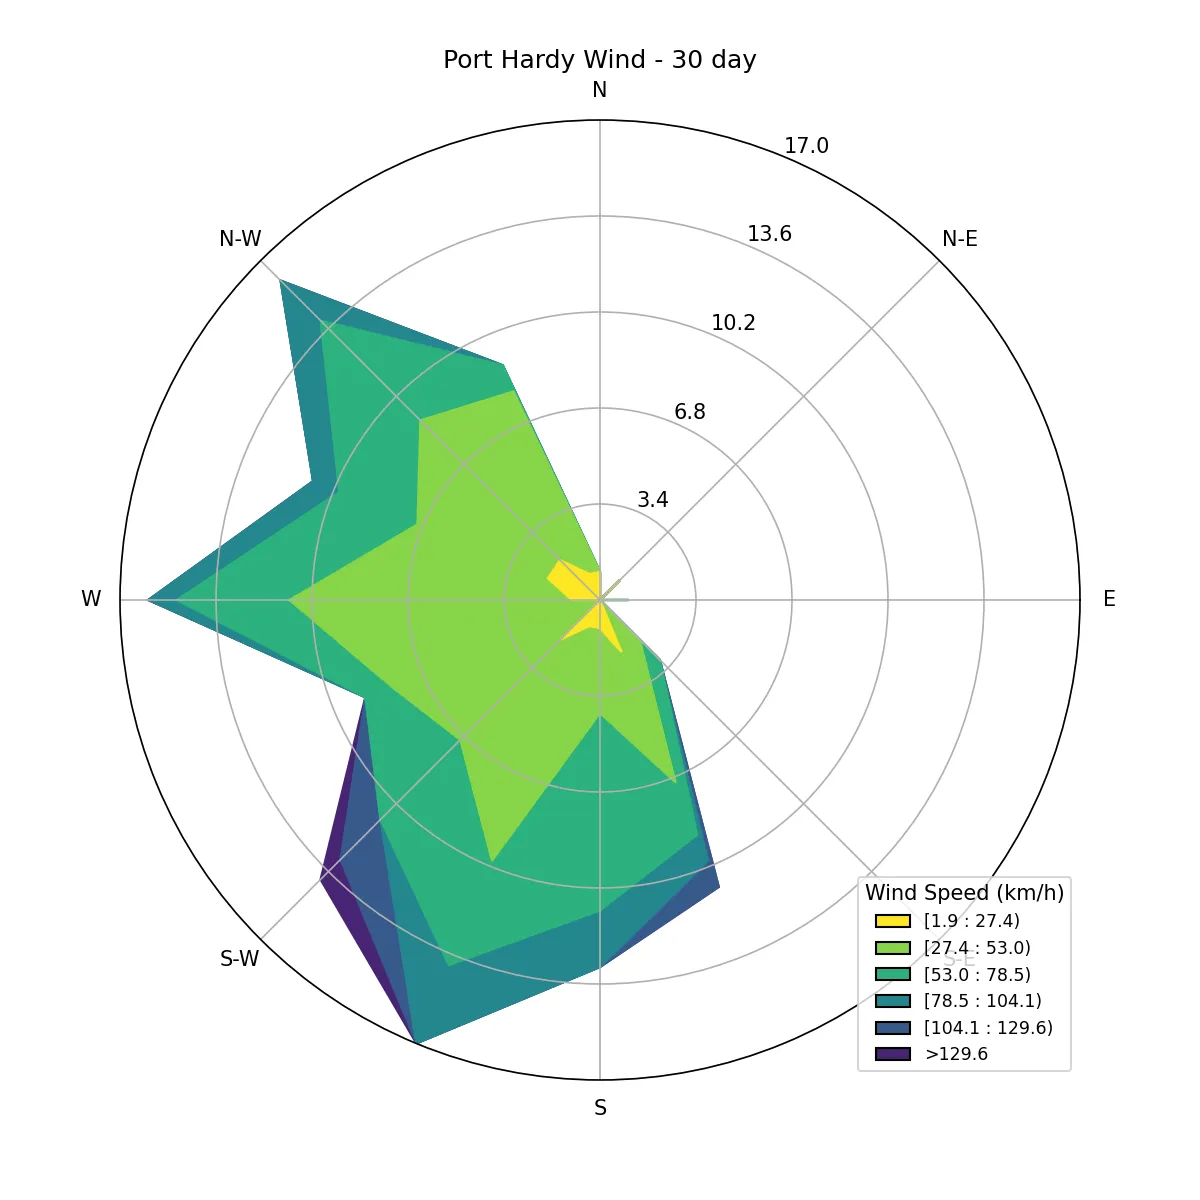 Port Hardy Wind - 30 day
N
17.0
13.6
N-W
N-E
10.2
6.8
3.4
W
E
Wind Speed (km/h)
[1.9 : 27.4)
[27.4 : 53.0)
S-W
S-E
[53.0 : 78.5)
[78.5 : 104.1)
[104.1 : 129.6)
>129.6
S